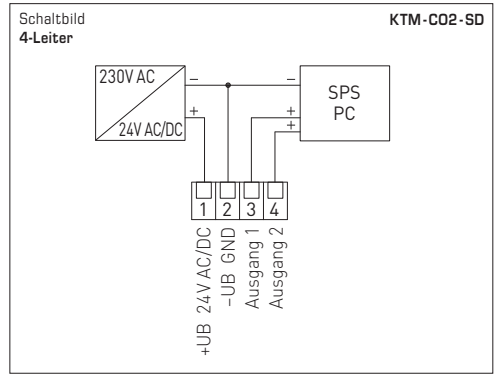 Schaltbild
4-Leiter
KTM-CO2-SD
230V AC
24V AC/DC
–
+
–
+
+
SPS
PC
1 2 3 4
+UB 24V AC/DC
–UB GND
Ausgang 1
Ausgang 2